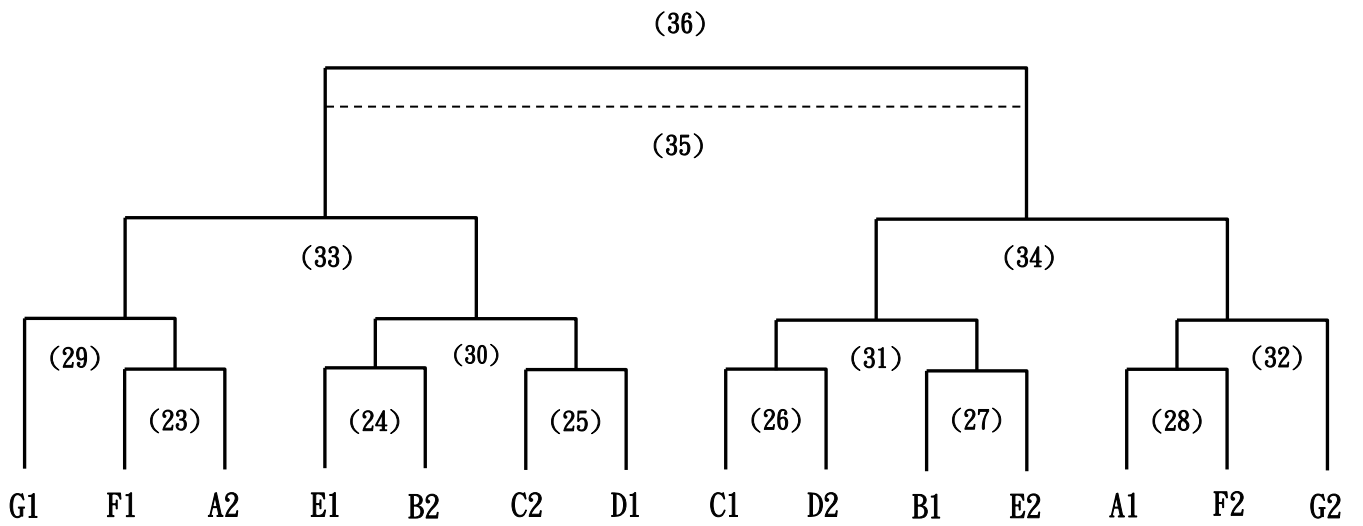 (36)
(35)
(33) (34)
(29) (30) (31) (32)
(23) (24) (25) (26) (27) (28)
G1 F1 A2 E1 B2 C2 D1 C1 D2 B1 E2 A1 F2 G2